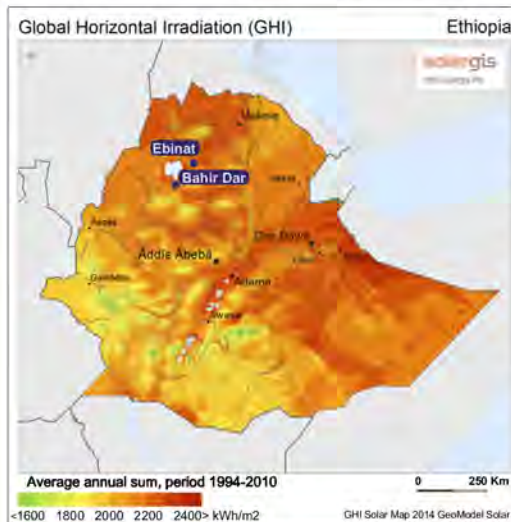 Global Horizontal Irradiation (GHI) Ethiopia
solargis
Mekele
Ebinat
Bahir Dar
Dire Dawa
Addis Abeba
Adama
Awasa
Average annual sum, period 1994-2010
0 250 Km
<1600 1800 2000 2200 2400> kWh/m2
GHI Solar Map 2014 GeoModel Solar